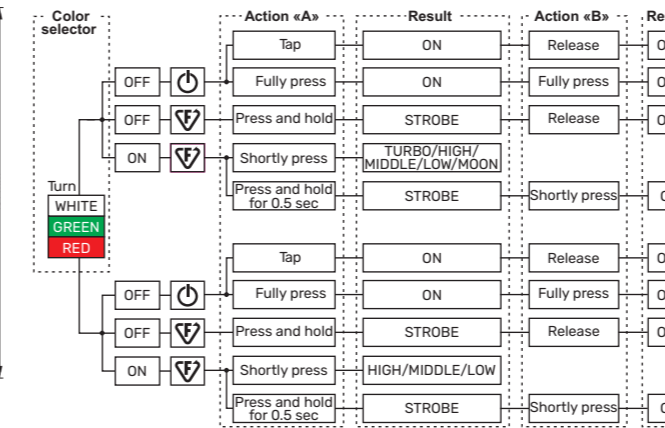 Color
selector
Action «A»
Result
Action «B»
Tap
ON
Release
OFF
Fully press
ON
Fully press
OFF
Press and hold
STROBE
Release
ON
Shortly press
TURBO/HIGH/
MIDDLE/LOW/MOON
Turn
WHITE
GREEN
RED
Press and hold
for 0.5 sec
STROBE
Shortly press
Tap
ON
Release
OFF
Fully press
ON
Fully press
OFF
Press and hold
STROBE
Release
ON
Shortly press
HIGH/MIDDLE/LOW
Press and hold
for 0.5 sec
STROBE
Shortly press